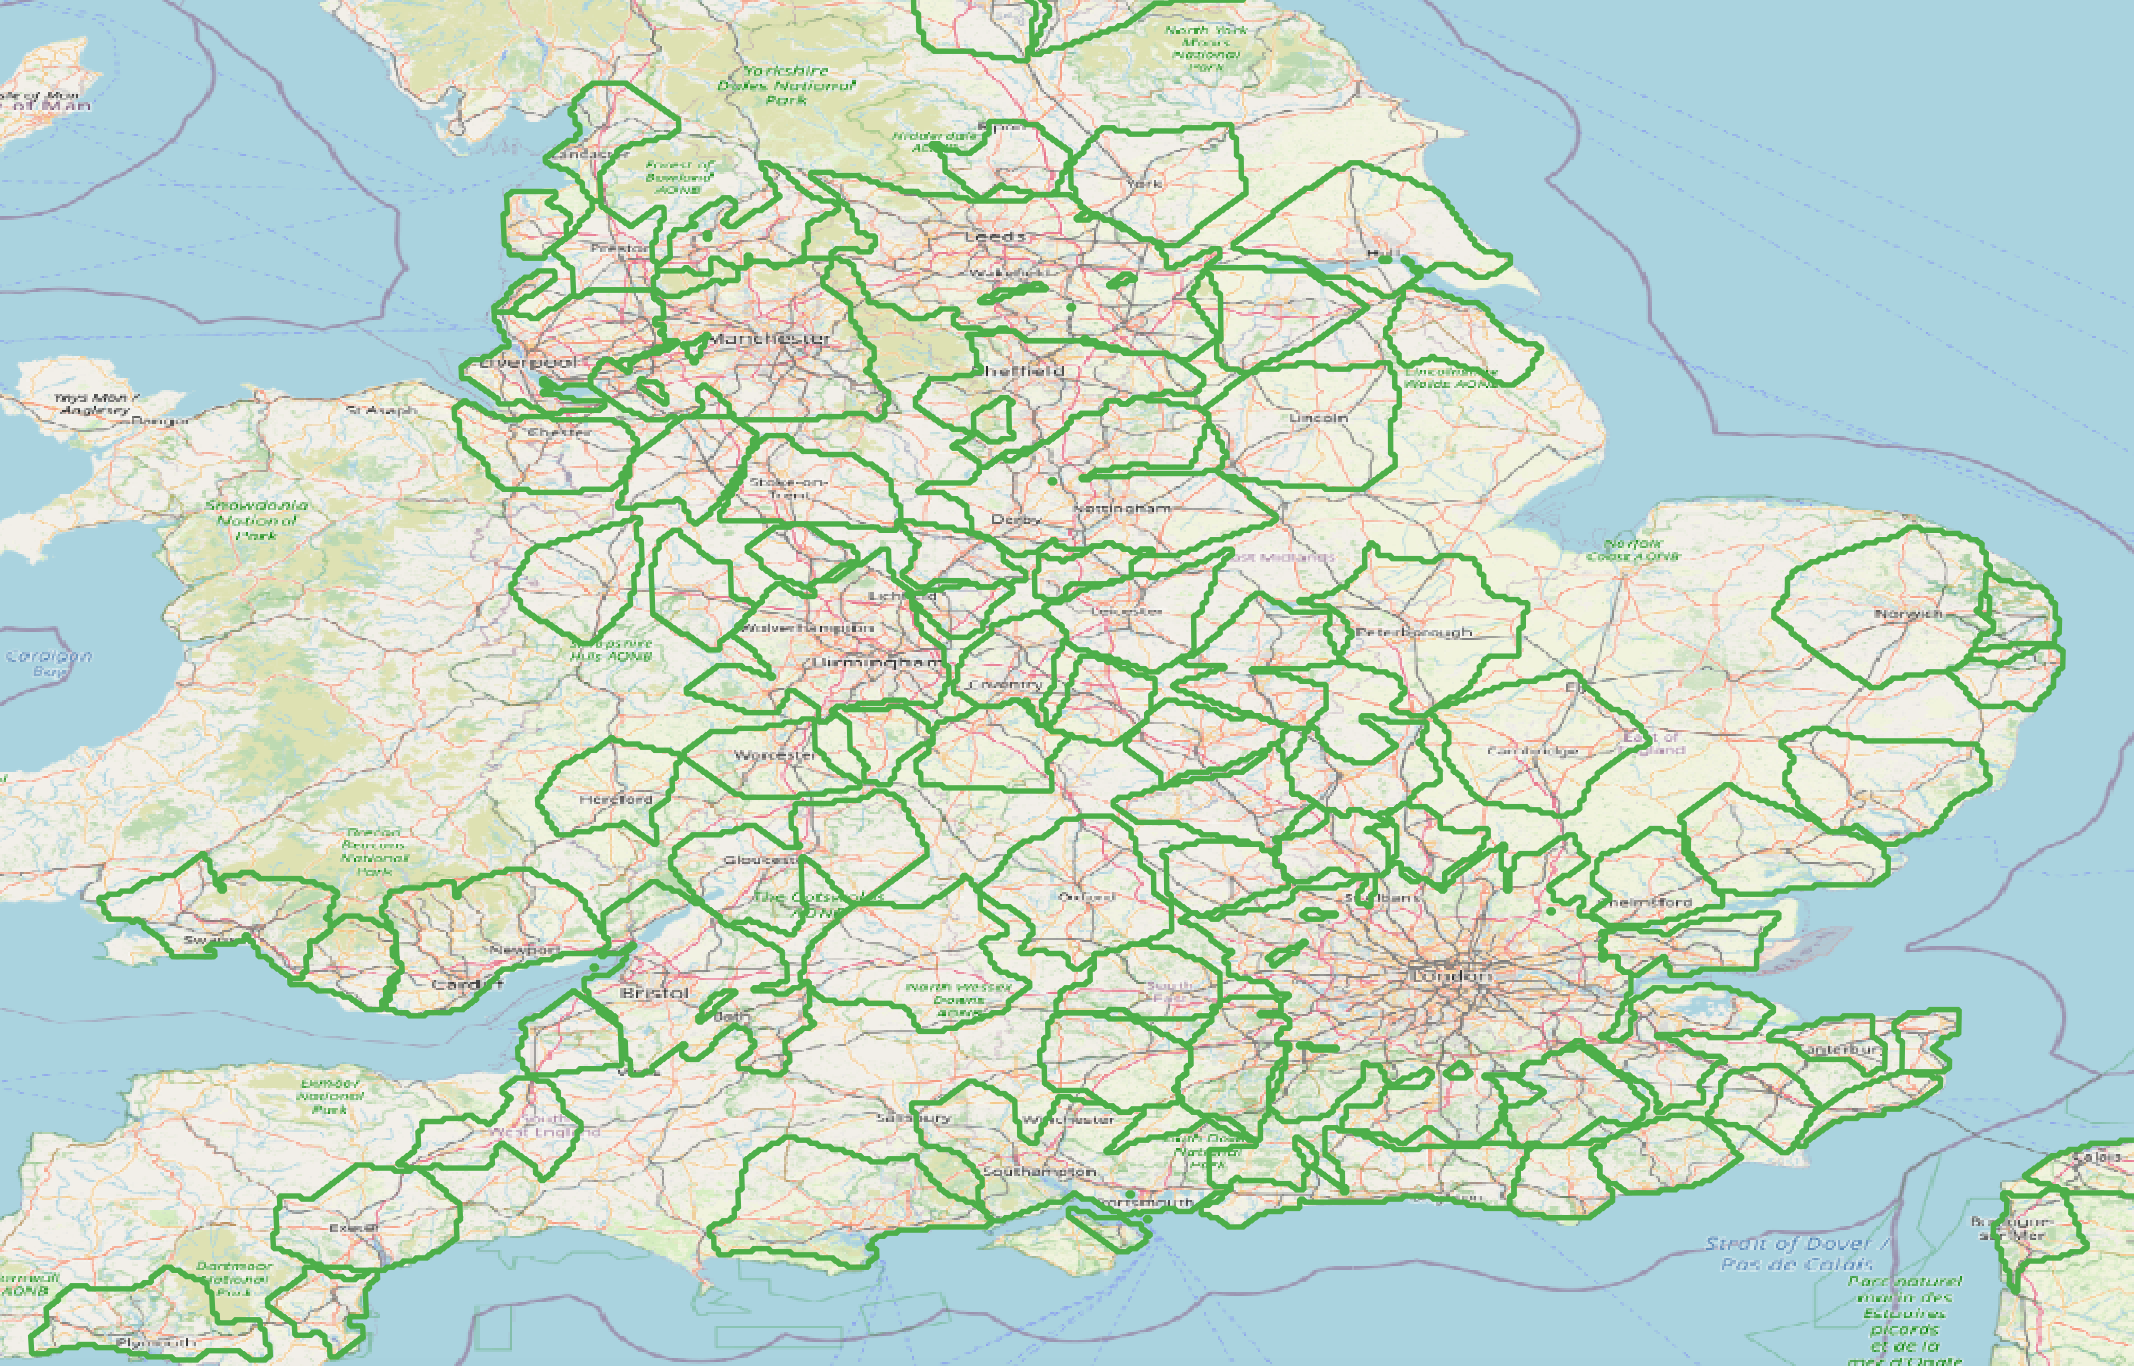 North York
Moors
National
Park
Yorkshire
Dales National
Park
Isle of Man
Nidderdale
Ripon
Lancaster
Forest of
Bowland
AONB
York
Preston
Leeds
Hull
Wakefield
Manchester
Liverpool
Sheffield
Lincolnshire
Wolds AONB
Ynys Môn /
Anglesey
Bangor
St Asaph
Chester
Lincoln
Stoke-on-
Trent
Snowdonia
National
Park
Derby
Nottingham
Norfolk
Coast AONB
East Midlands
Lichfield
Leicester
Norwich
Wolverhampton
Peterborough
Shropshire
Hills AONB
Cardigan
Bay
Birmingham
Coventry
Ely
East of
England
Cambridge
Worcester
Hereford
Brecon
Beacons
National
Park
Gloucester
The Cotswolds
AONB
Oxford
St Albans
Chelmsford
Swansea
Newport
Cardiff
Bristol
London
North Wessex
Downs
AONB
South
East
Bath
Wells
Canterbury
Exmoor
National
Park
South
West England
Salisbury
Winchester
South Downs
National
Park
Southampton
Portsmouth
Calais
Exeter
Boulogne-
sur-Mer
Strait of Dover /
Pas de Calais
Dartmoor
National
Park
Cornwall
AONB
Plymouth
Parc naturel
marin des
Estuaires
picards
et de la
mer d'Opale